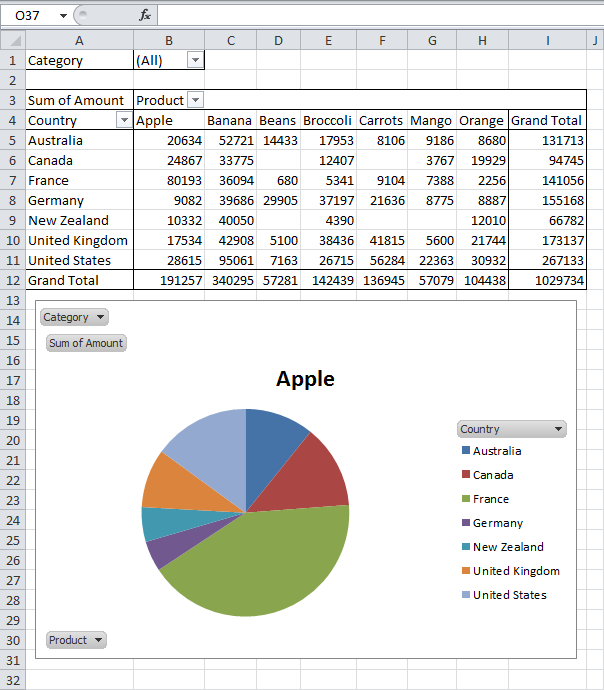 O37 fx
A B C D E F G H I J
1 Category (All)
2
3 Sum of Amount Product
4 Country Apple Banana Beans Broccoli Carrots Mango Orange Grand Total
5 Australia 20634 52721 14433 17953 8106 9186 8680 131713
6 Canada 24867 33775 12407 3767 19929 94745
7 France 80193 36094 680 5341 9104 7388 2256 141056
8 Germany 9082 39686 29905 37197 21636 8775 8887 155168
9 New Zealand 10332 40050 4390 12010 66782
10 United Kingdom 17534 42908 5100 38436 41815 5600 21744 173137
11 United States 28615 95061 7163 26715 56284 22363 30932 267133
12 Grand Total 191257 340295 57281 142439 136945 57079 104438 1029734
13
14 Category
15 Sum of Amount
16
17 Apple
18
19 Country
20 Australia
21 Canada
22 France
23 Germany
24 New Zealand
25 United Kingdom
26 United States
27
28
29
30 Product
31
32